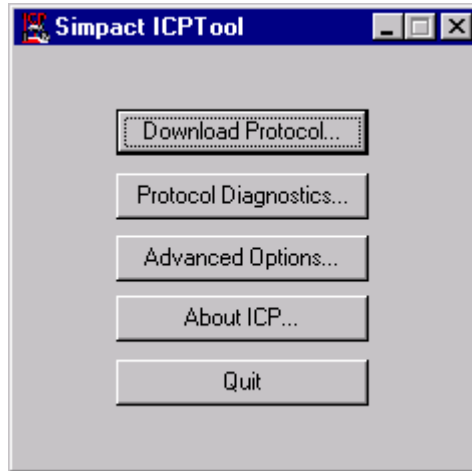 Simpact ICPTool
Download Protocol...
Protocol Diagnostics...
Advanced Options...
About ICP...
Quit